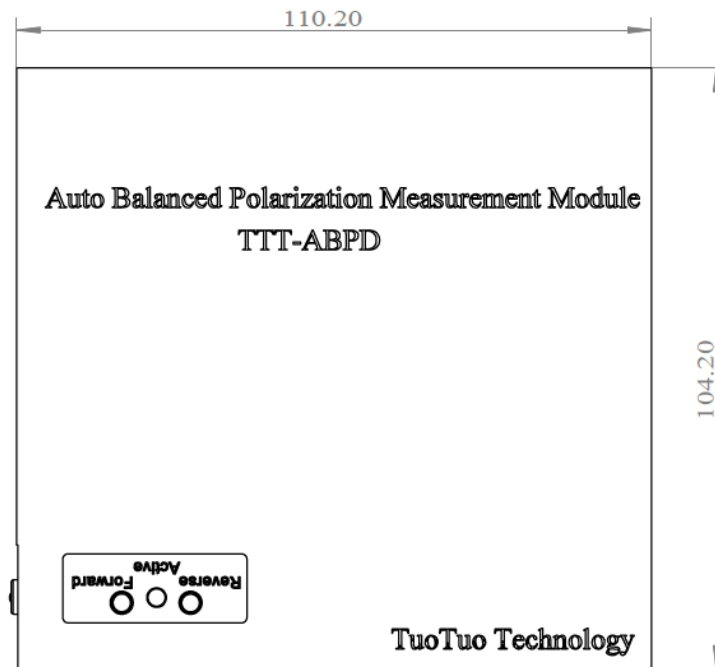 110.20
Auto Balanced Polarization Measurement Module
TTT-ABPD
104.20
Reverse
Active
Forward
TuoTuo Technology